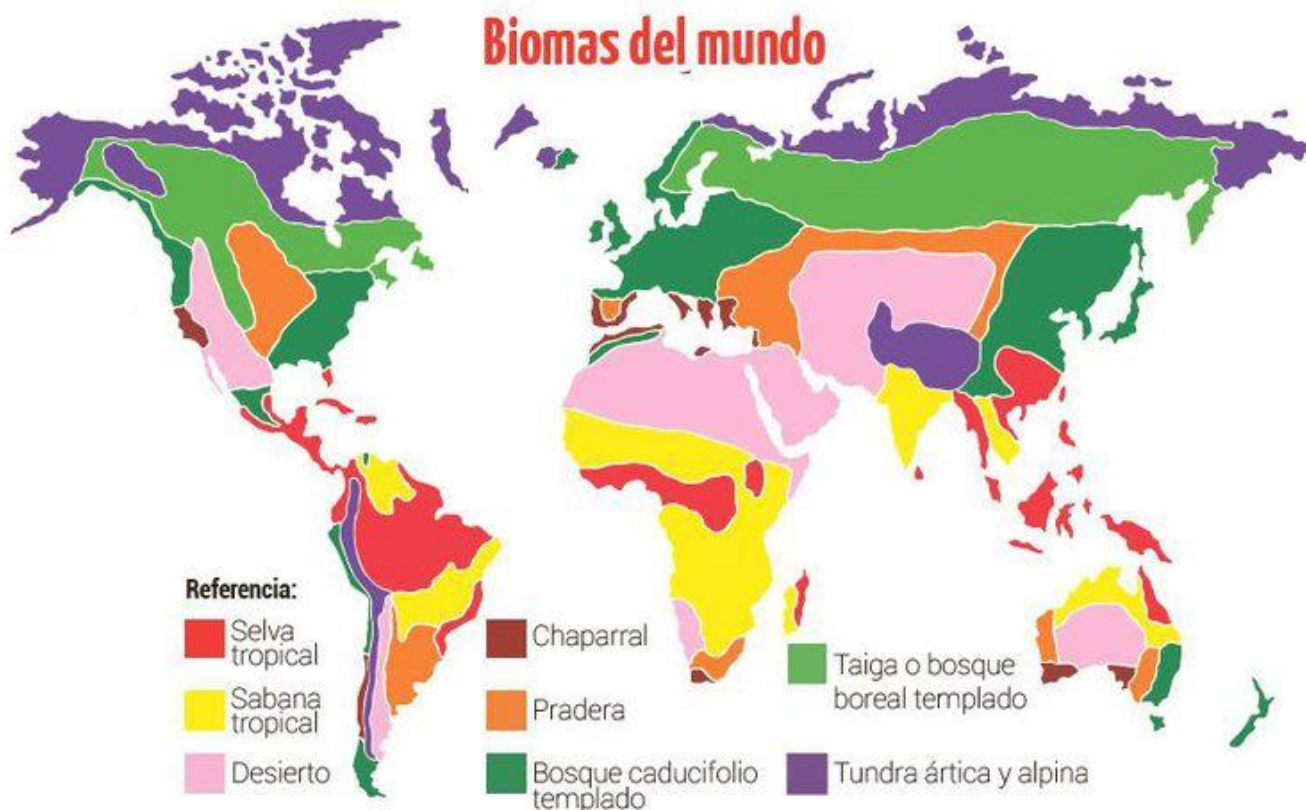 Biomas del mundo
Referencia:
Selva
tropical
Sabana
tropical
Desierto
Chaparral
Pradera
Bosque caducifolio
templado
Taiga o bosque
boreal templado
Tundra ártica y alpina